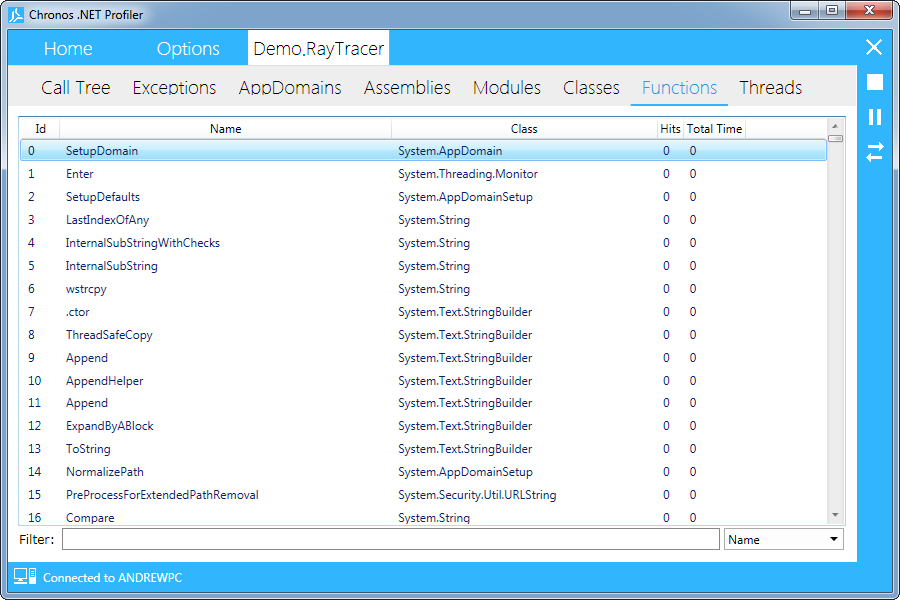 Chronos .NET Profiler
Home Options Demo.RayTracer
Call Tree Exceptions AppDomains Assemblies Modules Classes Functions Threads
Id Name Class Hits Total Time
0 SetupDomain System.AppDomain 0 0
1 Enter System.Threading.Monitor 0 0
2 SetupDefaults System.AppDomainSetup 0 0
3 LastIndexOfAny System.String 0 0
4 InternalSubStringWithChecks System.String 0 0
5 InternalSubString System.String 0 0
6 wstrcpy System.String 0 0
7 .ctor System.Text.StringBuilder 0 0
8 ThreadSafeCopy System.Text.StringBuilder 0 0
9 Append System.Text.StringBuilder 0 0
10 AppendHelper System.Text.StringBuilder 0 0
11 Append System.Text.StringBuilder 0 0
12 ExpandByABlock System.Text.StringBuilder 0 0
13 ToString System.Text.StringBuilder 0 0
14 NormalizePath System.AppDomainSetup 0 0
15 PreProcessForExtendedPathRemoval System.Security.Util.URLString 0 0
16 Compare System.String 0 0
Filter: Name
Connected to ANDREWPC